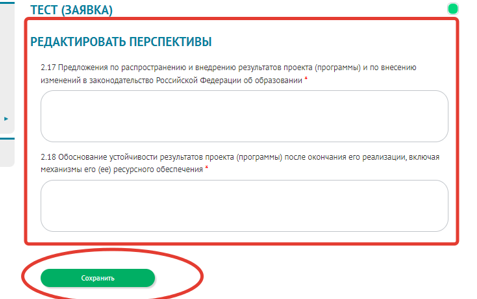 ТЕСТ (ЗАЯВКА)
РЕДАКТИРОВАТЬ ПЕРСПЕКТИВЫ
2.17 Предложения по распространению и внедрению результатов проекта (программы) и по внесению
изменений в законодательство Российской Федерации об образовании *
2.18 Обоснование устойчивости результатов проекта (программы) после окончания его реализации, включая
механизмы его (ее) ресурсного обеспечения *
Сохранить